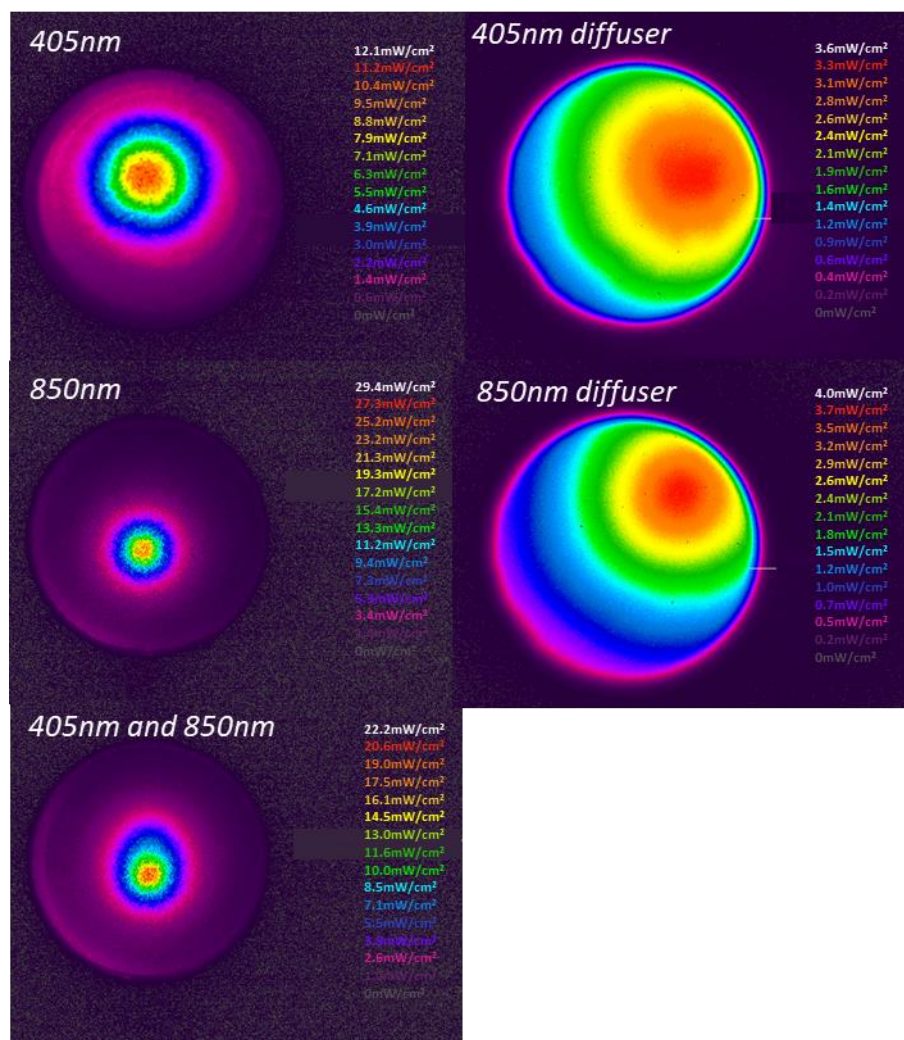 405nm
12.1mW/cm²
11.2mW/cm²
10.4mW/cm²
9.5mW/cm²
8.8mW/cm²
7.9mW/cm²
7.1mW/cm²
6.3mW/cm²
5.5mW/cm²
4.6mW/cm²
3.9mW/cm²
3.0mW/cm²
2.2mW/cm²
1.4mW/cm²
0.6mW/cm²
0mW/cm²
405nm diffuser
3.6mW/cm²
3.3mW/cm²
3.1mW/cm²
2.8mW/cm²
2.6mW/cm²
2.4mW/cm²
2.1mW/cm²
1.9mW/cm²
1.6mW/cm²
1.4mW/cm²
1.2mW/cm²
0.9mW/cm²
0.6mW/cm²
0.4mW/cm²
0.2mW/cm²
0mW/cm²
850nm
29.4mW/cm²
27.3mW/cm²
25.2mW/cm²
23.2mW/cm²
21.3mW/cm²
19.3mW/cm²
17.2mW/cm²
15.4mW/cm²
13.3mW/cm²
11.2mW/cm²
9.4mW/cm²
7.3mW/cm²
3.4mW/cm²
0mW/cm²
850nm diffuser
4.0mW/cm²
3.7mW/cm²
3.5mW/cm²
3.2mW/cm²
2.9mW/cm²
2.6mW/cm²
2.4mW/cm²
2.1mW/cm²
1.8mW/cm²
1.5mW/cm²
1.2mW/cm²
1.0mW/cm²
0.7mW/cm²
0.5mW/cm²
0.2mW/cm²
0mW/cm²
405nm and 850nm
22.2mW/cm²
20.6mW/cm²
19.0mW/cm²
17.5mW/cm²
16.1mW/cm²
14.5mW/cm²
13.0mW/cm²
11.6mW/cm²
10.0mW/cm²
8.5mW/cm²
7.1mW/cm²
5.5mW/cm²
3.9mW/cm²
2.6mW/cm²
0mW/cm²